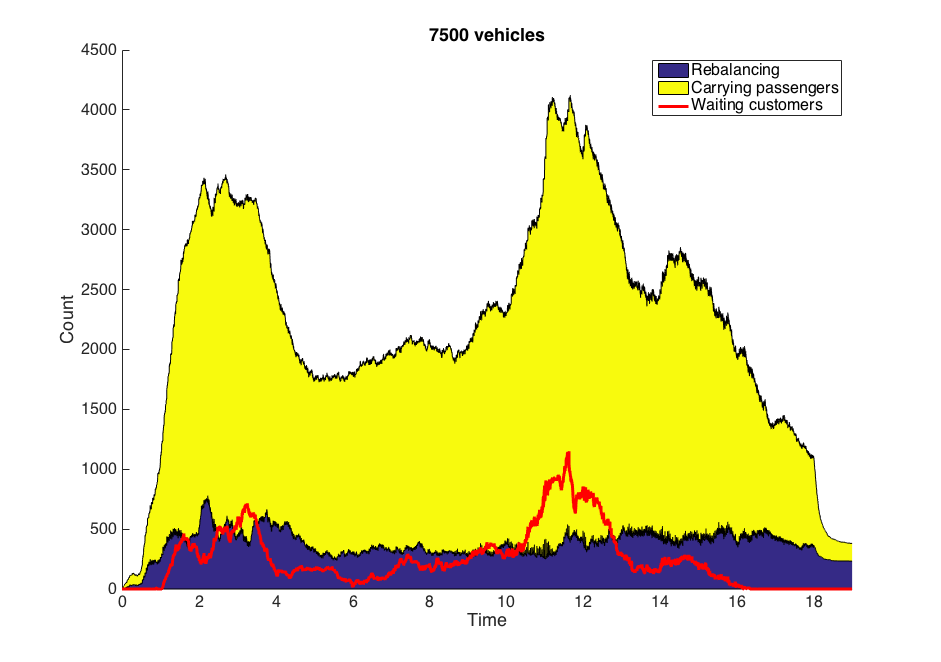 7500 vehicles
Rebalancing
Carrying passengers
Waiting customers
Count
4500
4000
3500
3000
2500
2000
1500
1000
500
0
0 2 4 6 8 10 12 14 16 18
Time